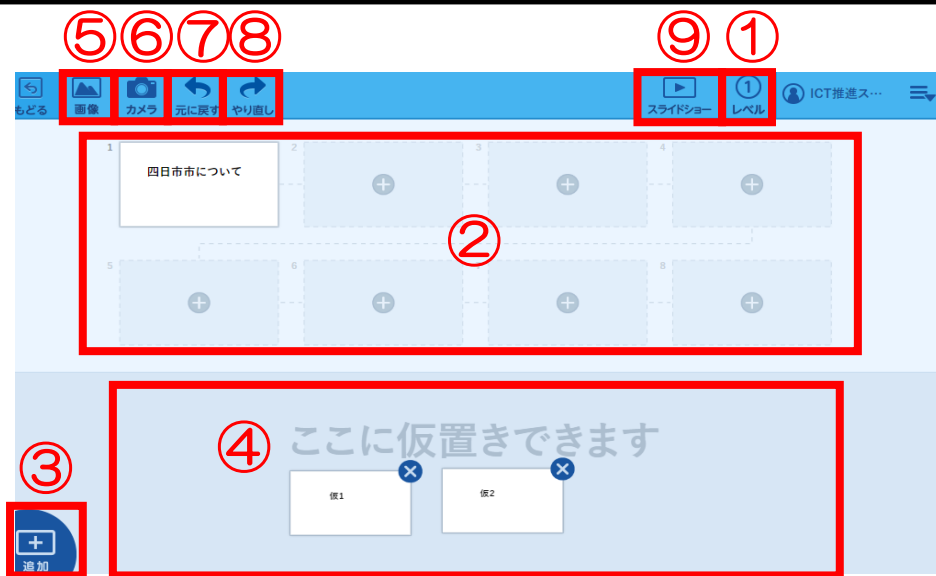 ⑤⑥⑦⑧ ⑨ ①
もどる 画像 カメラ 元に戻す やり直し スライドショー ① レベル ICT推進ス…
1 2 3 4
四日市市について
②
5 6 8
ここに仮置きできます
④
③
仮1 仮2
追加